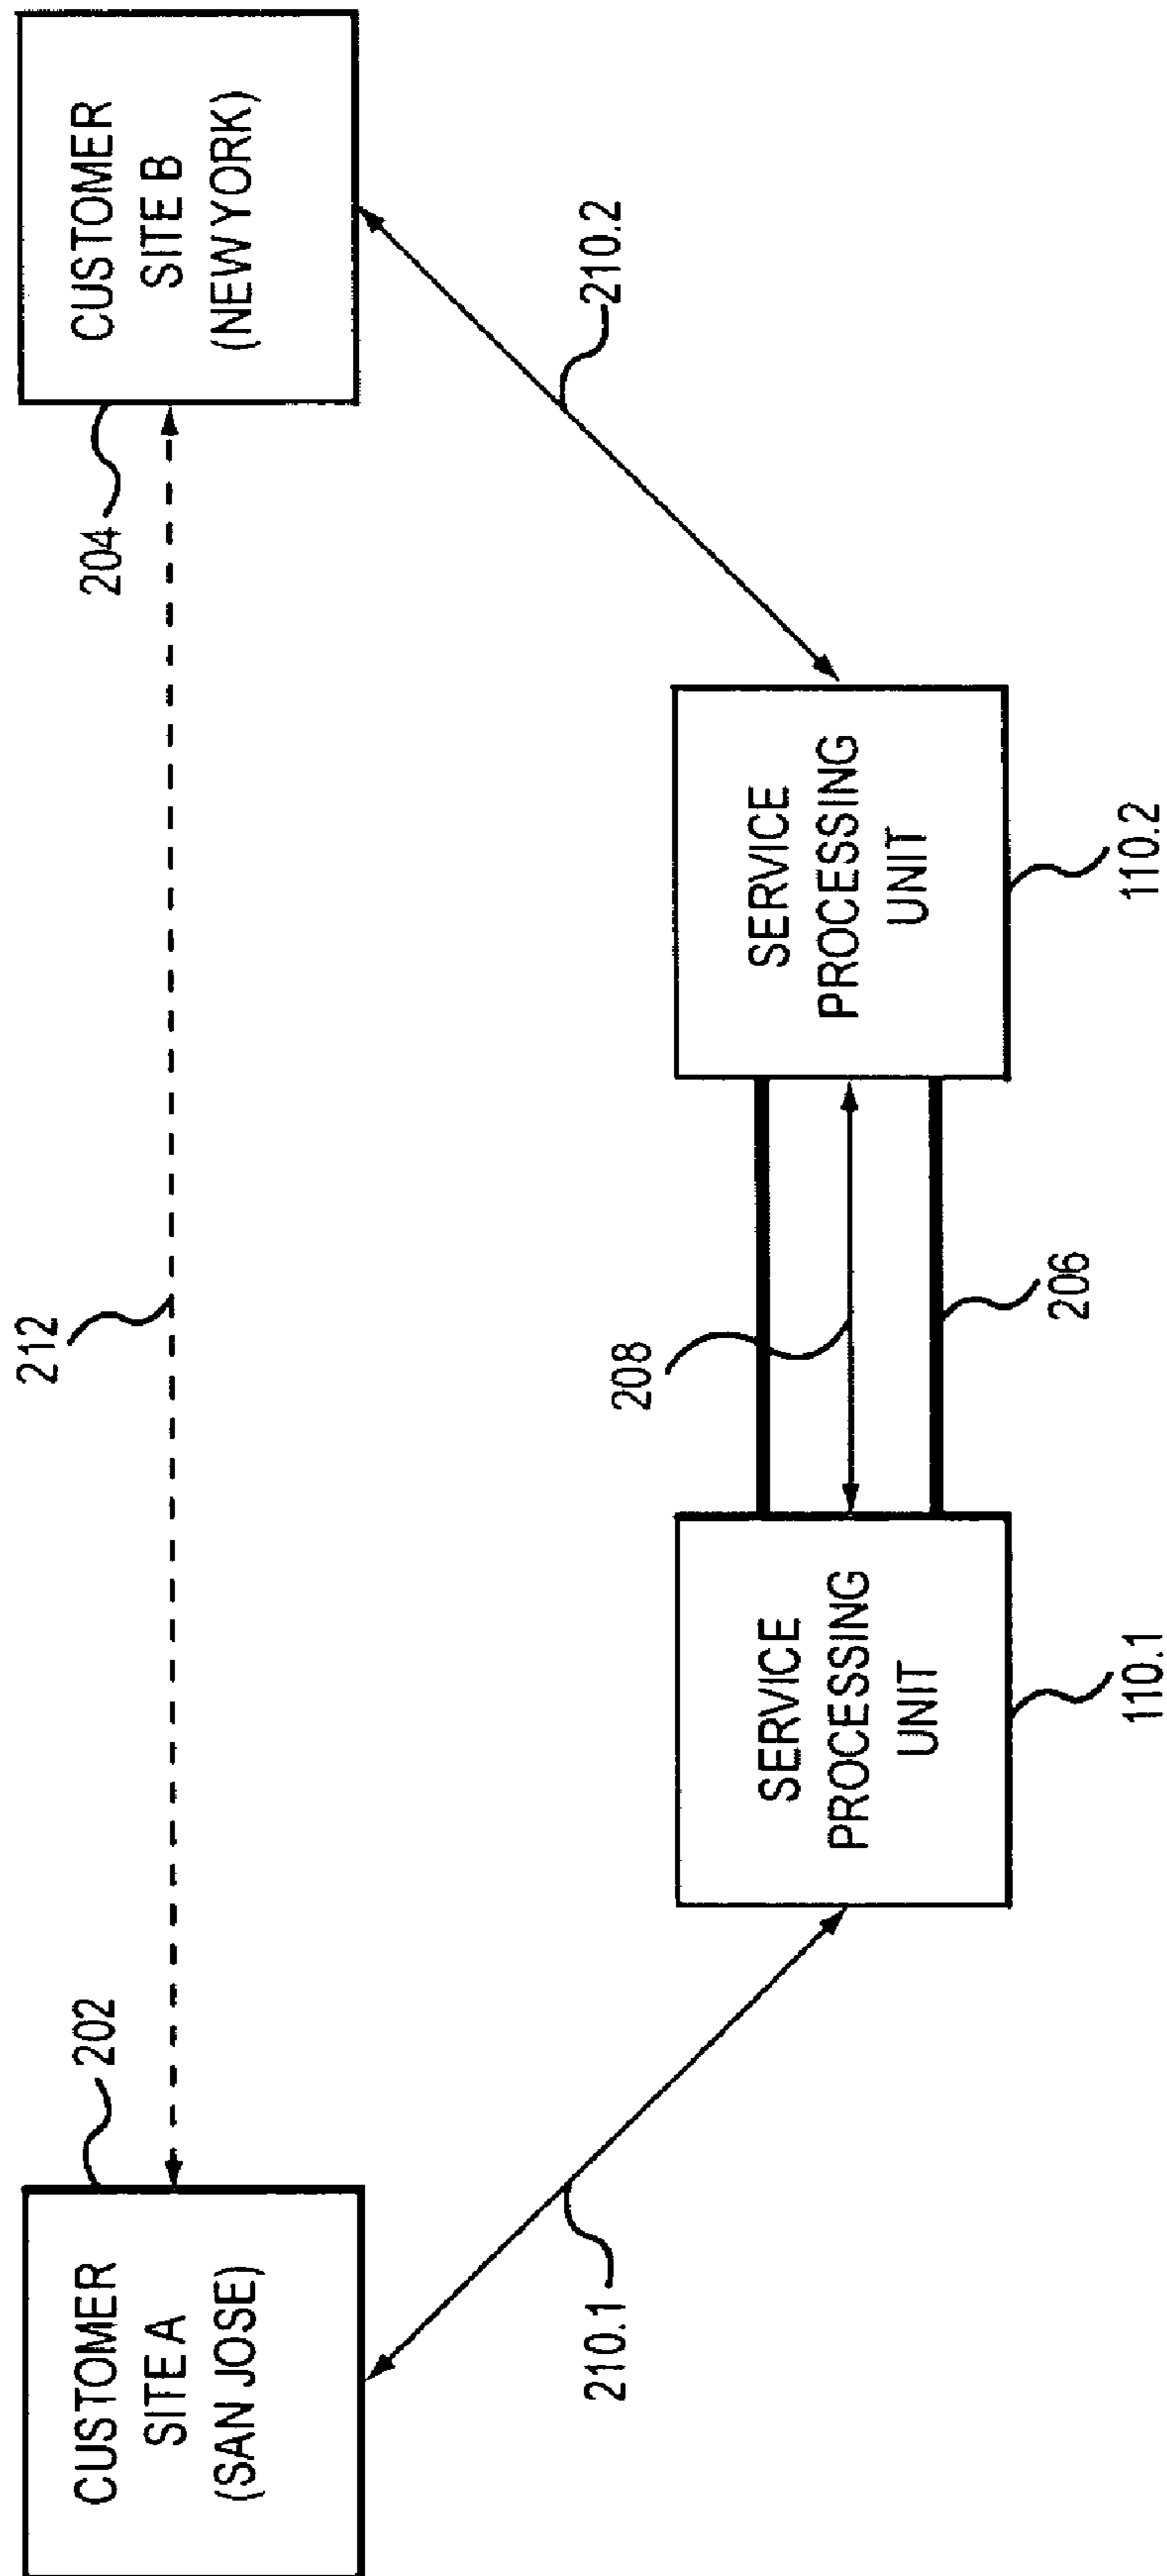 CUSTOMER
SITE A
(SAN JOSE)
202
212
204
CUSTOMER
SITE B
(NEW YORK)
210.1
210.2
208
206
SERVICE
PROCESSING
UNIT
110.1
SERVICE
PROCESSING
UNIT
110.2